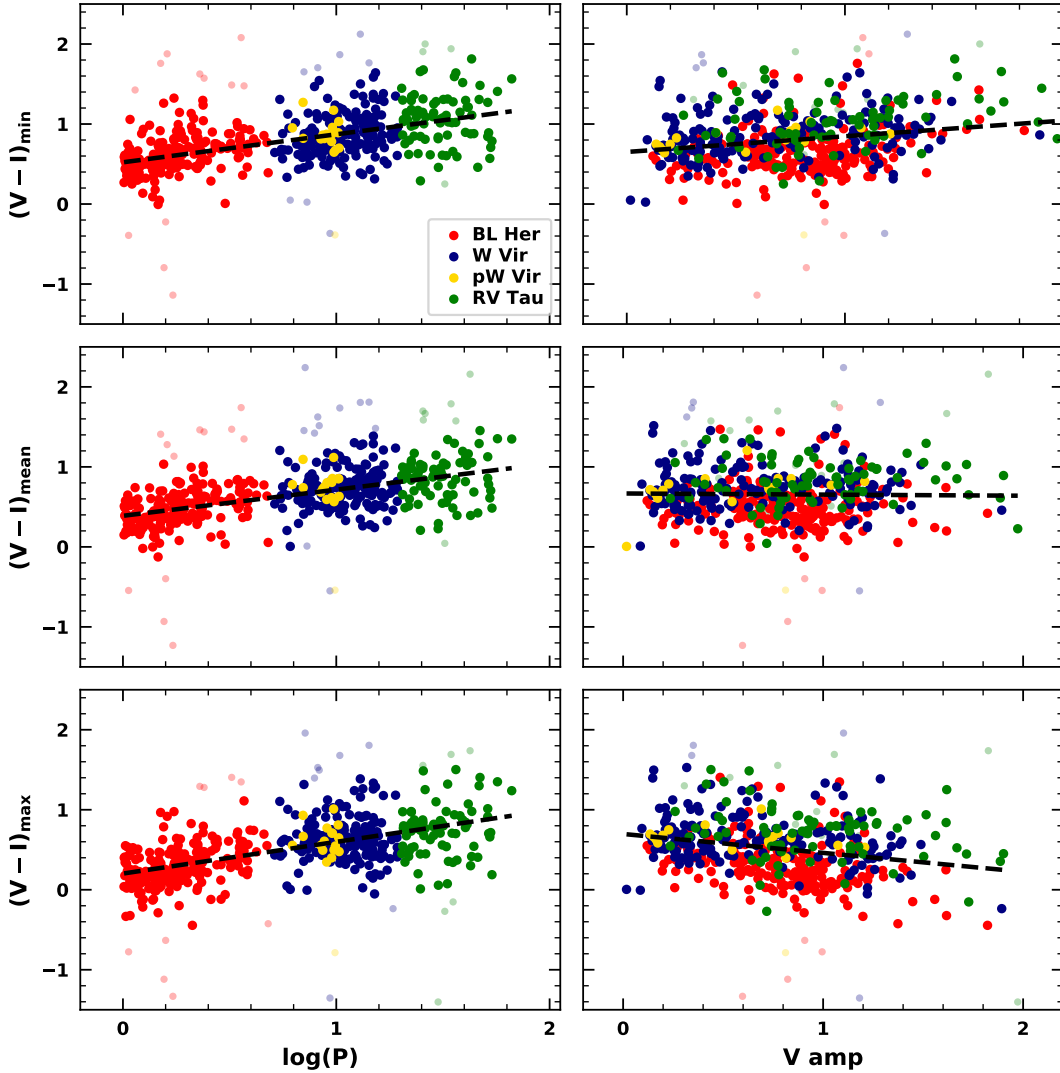 2
1
0
−1
(V − I)min
BL Her
W Vir
pW Vir
RV Tau
2
1
0
−1
(V − I)mean
2
1
0
−1
(V − I)max
0 1 2
0 1 2
log(P)
V amp